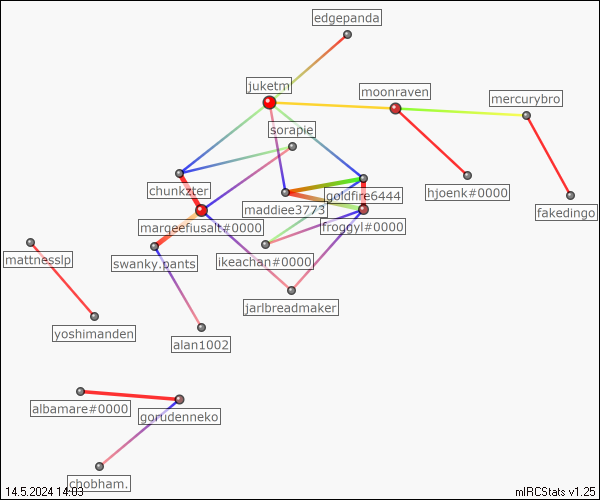 edgepanda
juketm
moonraven
mercurybro
sorapie
chunkzter
goldfire6444
hjoenk#0000
maddiee3773
fakedingo
marqeefiusalt#0000
froggyl#0000
mattnesslp
swanky.pants
ikeachan#0000
jarlbreadmaker
yoshimanden
alan1002
albamare#0000
gorudenneko
chobham.
14.5.2024 14:03
mIRCStats v1.25